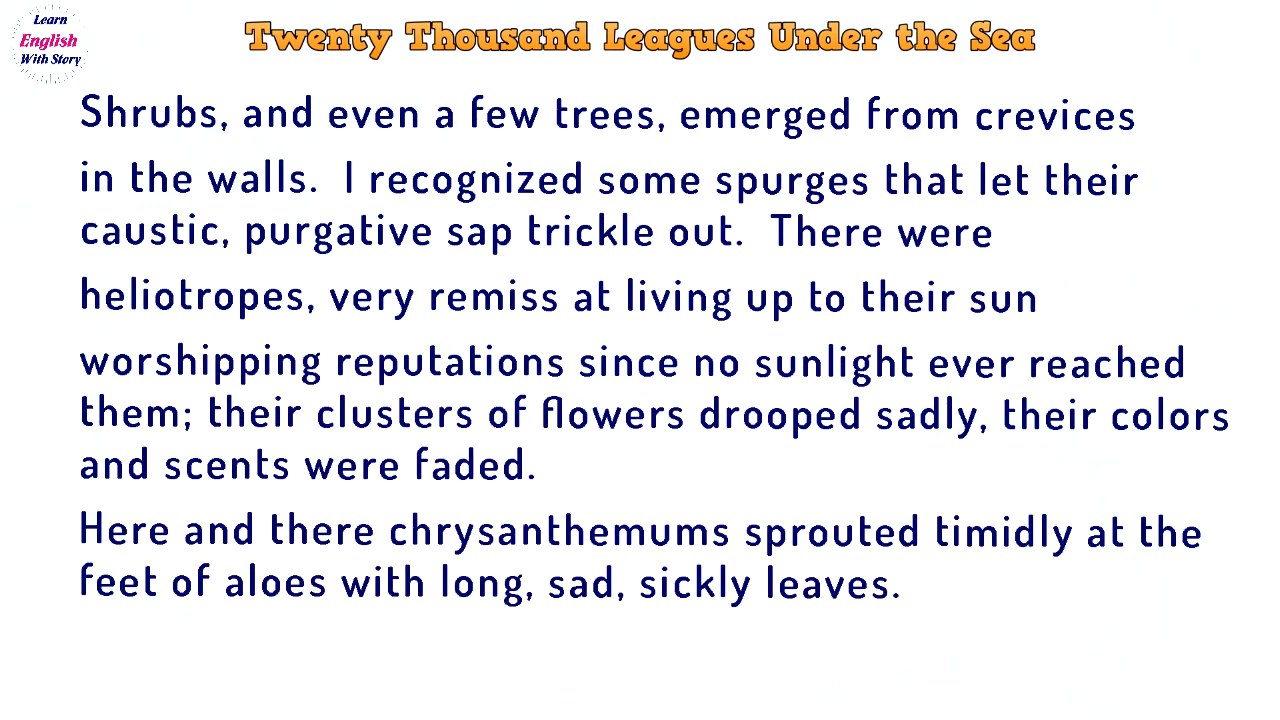 Learn
English
With Story
Twenty Thousand Leagues Under the Sea
Shrubs, and even a few trees, emerged from crevices
in the walls.  I recognized some spurges that let their
caustic, purgative sap trickle out.  There were
heliotropes, very remiss at living up to their sun
worshipping reputations since no sunlight ever reached
them; their clusters of flowers drooped sadly, their colors
and scents were faded.
Here and there chrysanthemums sprouted timidly at the
feet of aloes with long, sad, sickly leaves.